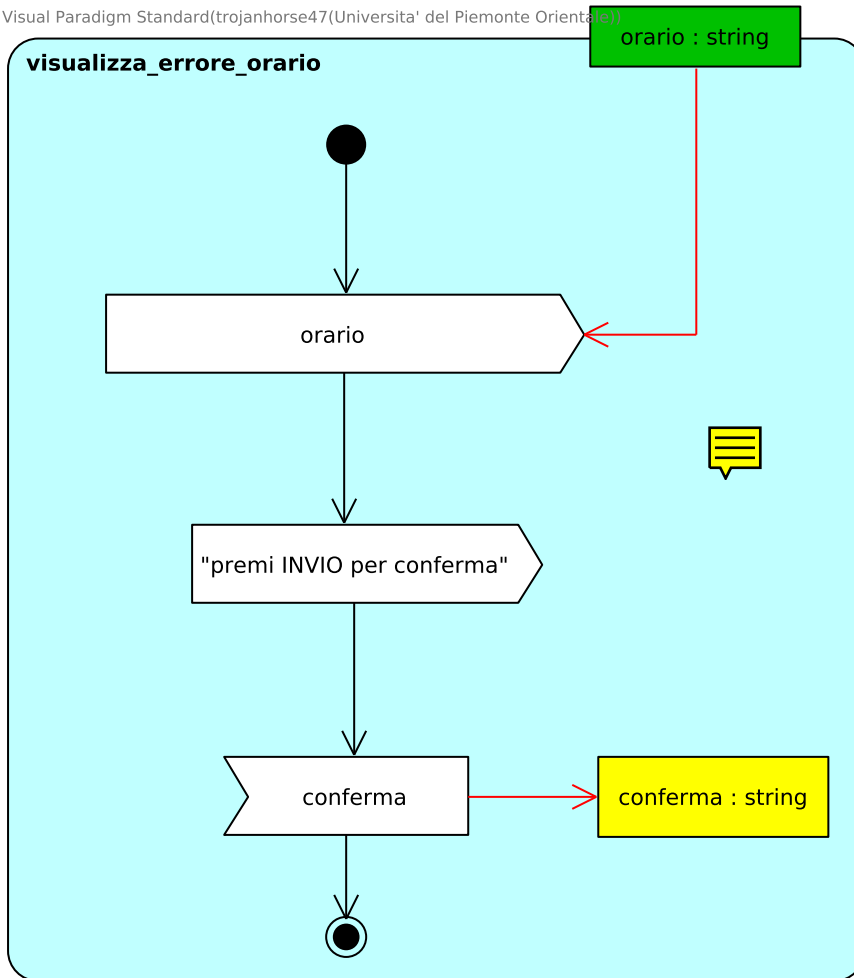 Visual Paradigm Standard(trojanhorse47(Universita' del Piemonte Orientale))
orario : string
visualizza_errore_orario
orario
"premi INVIO per conferma"
conferma
conferma : string